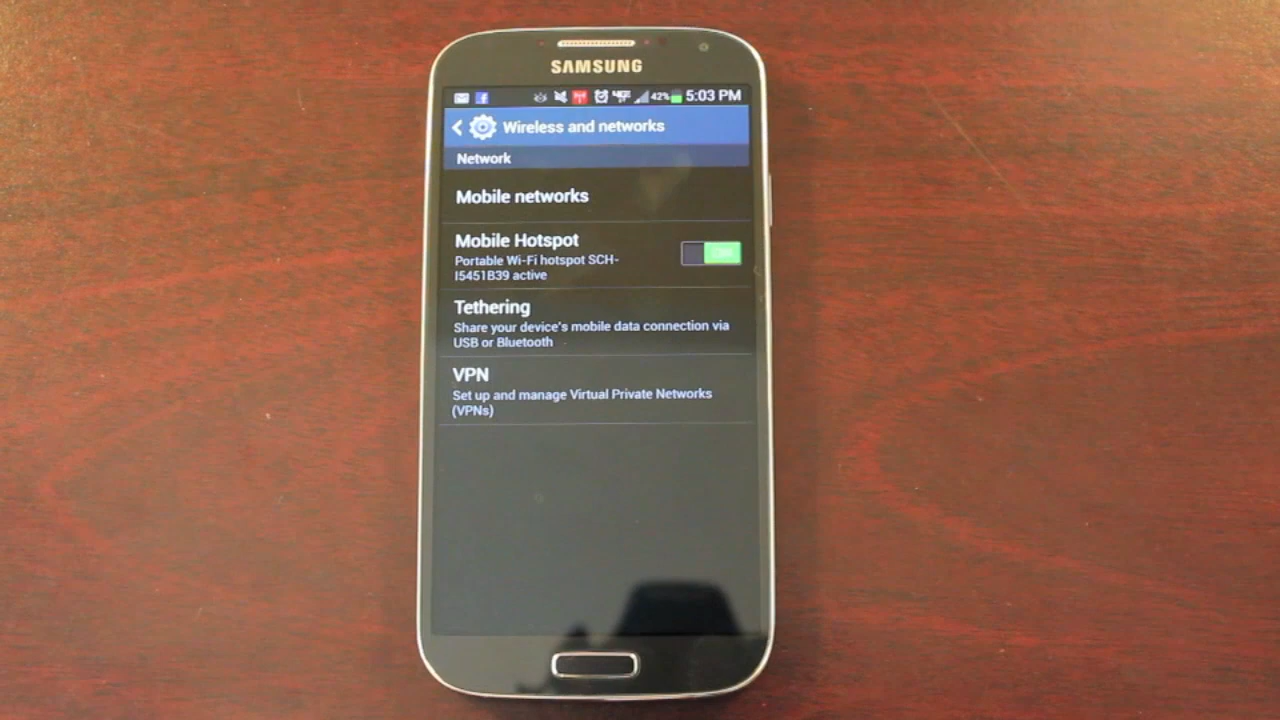 SAMSUNG
42% 5:03 PM
Wireless and networks
Network
Mobile networks
Mobile Hotspot
Portable Wi-Fi hotspot SCH-
I5451B39 active
Tethering
Share your device's mobile data connection via
USB or Bluetooth
VPN
Set up and manage Virtual Private Networks
(VPNs)